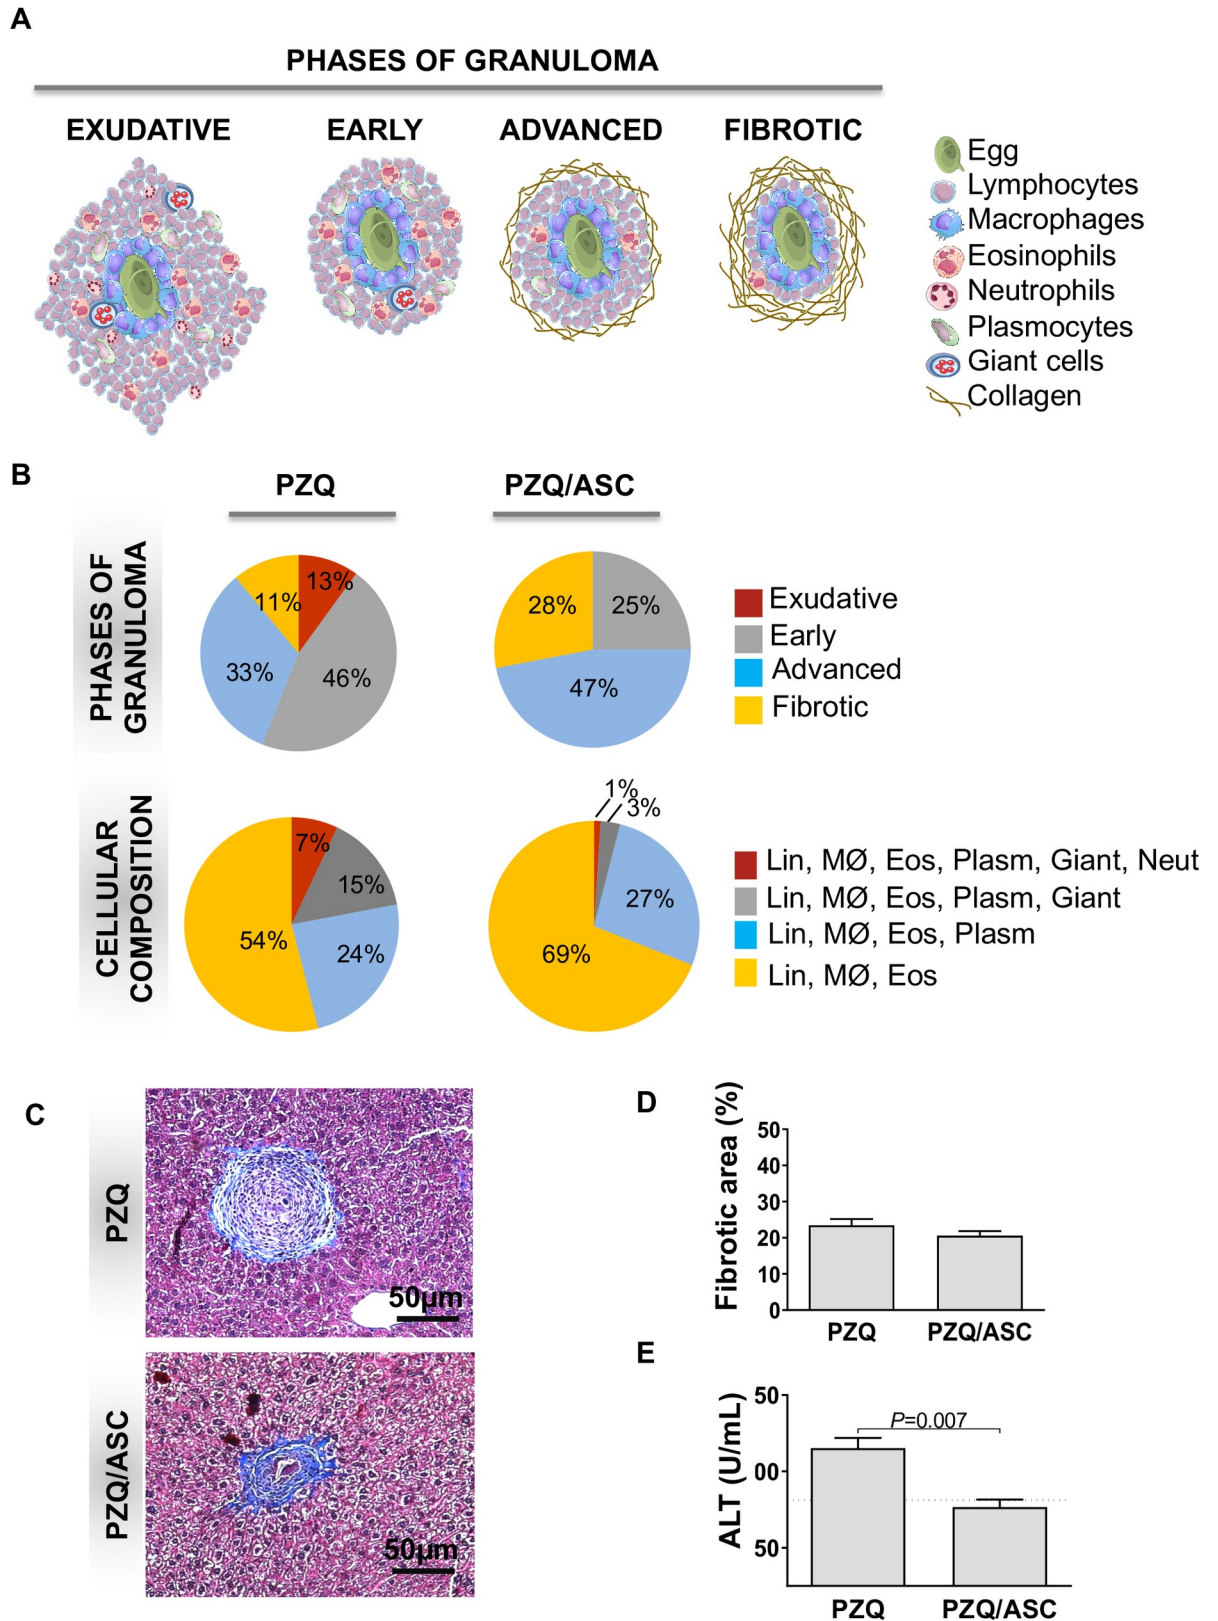 A
PHASES OF GRANULOMA
EXUDATIVE
EARLY
ADVANCED
FIBROTIC
Egg
Lymphocytes
Macrophages
Eosinophils
Neutrophils
Plasmocytes
Giant cells
Collagen
B
PZQ
PZQ/ASC
PHASES OF
GRANULOMA
13%
11%
33%
46%
28%
25%
47%
Exudative
Early
Advanced
Fibrotic
CELLULAR
COMPOSITION
7%
15%
54%
24%
1%
3%
27%
69%
Lin, MØ, Eos, Plasm, Giant, Neut
Lin, MØ, Eos, Plasm, Giant
Lin, MØ, Eos, Plasm
Lin, MØ, Eos
C
PZQ
50µm
PZQ/ASC
50µm
D
Fibrotic area (%)
50
40
30
20
10
0
PZQ
PZQ/ASC
E
ALT (U/mL)
50
00
50
P=0.007
PZQ
PZQ/ASC